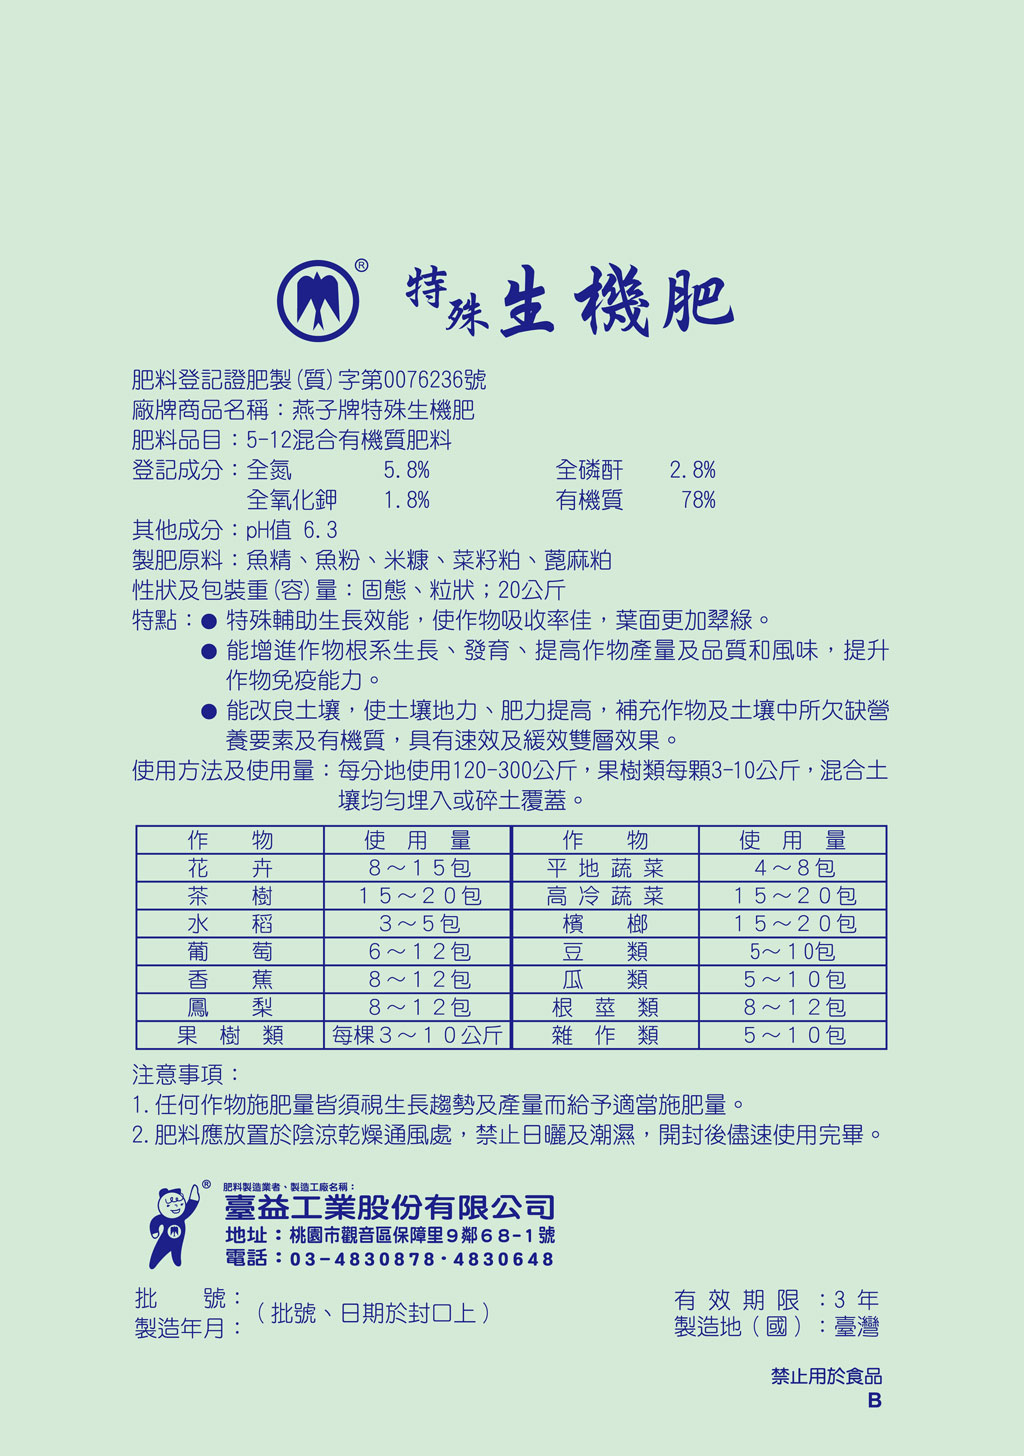 ® 特殊生機肥
肥料登記證肥製(質)字第0076236號
廠牌商品名稱：燕子牌特殊生機肥
肥料品目：5-12混合有機質肥料
登記成分：全氮 5.8% 全磷酐 2.8%
全氧化鉀 1.8% 有機質 78%
其他成分：pH值 6.3
製肥原料：魚精、魚粉、米糠、菜籽粕、蓖麻粕
性狀及包裝重(容)量：固態、粒狀；20公斤
特點：● 特殊輔助生長效能，使作物吸收率佳，葉面更加翠綠。
● 能增進作物根系生長、發育、提高作物產量及品質和風味，提升
作物免疫能力。
● 能改良土壤，使土壤地力、肥力提高，補充作物及土壤中所欠缺營
養要素及有機質，具有速效及緩效雙層效果。
使用方法及使用量：每分地使用120-300公斤，果樹類每顆3-10公斤，混合土
壤均勻埋入或碎土覆蓋。
作物 使用量 作物 使用量
花卉 8～15包 平地蔬菜 4～8包
茶樹 15～20包 高冷蔬菜 15～20包
水稻 3～5包 檳榔 15～20包
葡萄 6～12包 豆類 5～10包
香蕉 8～12包 瓜類 5～10包
鳳梨 8～12包 根莖類 8～12包
果樹類 每棵3～10公斤 雜作類 5～10包
注意事項：
1.任何作物施肥量皆須視生長趨勢及產量而給予適當施肥量。
2.肥料應放置於陰涼乾燥通風處，禁止日曬及潮濕，開封後儘速使用完畢。
® 肥料製造業者、製造工廠名稱：
臺益工業股份有限公司
地址：桃園市觀音區保障里9鄰68-1號
電話：03-4830878·4830648
批號：
（批號、日期於封口上）
製造年月：
有效期限：3年
製造地（國）：臺灣
禁止用於食品
B